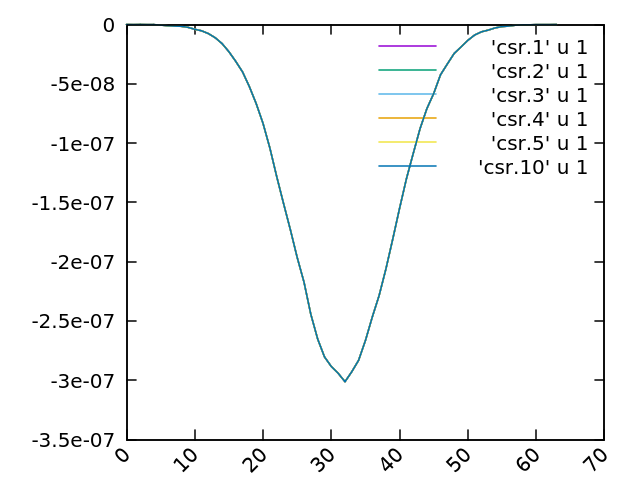 0
-5e-08
-1e-07
-1.5e-07
-2e-07
-2.5e-07
-3e-07
-3.5e-07
'csr.1' u 1
'csr.2' u 1
'csr.3' u 1
'csr.4' u 1
'csr.5' u 1
'csr.10' u 1
0 10 20 30 40 50 60 70